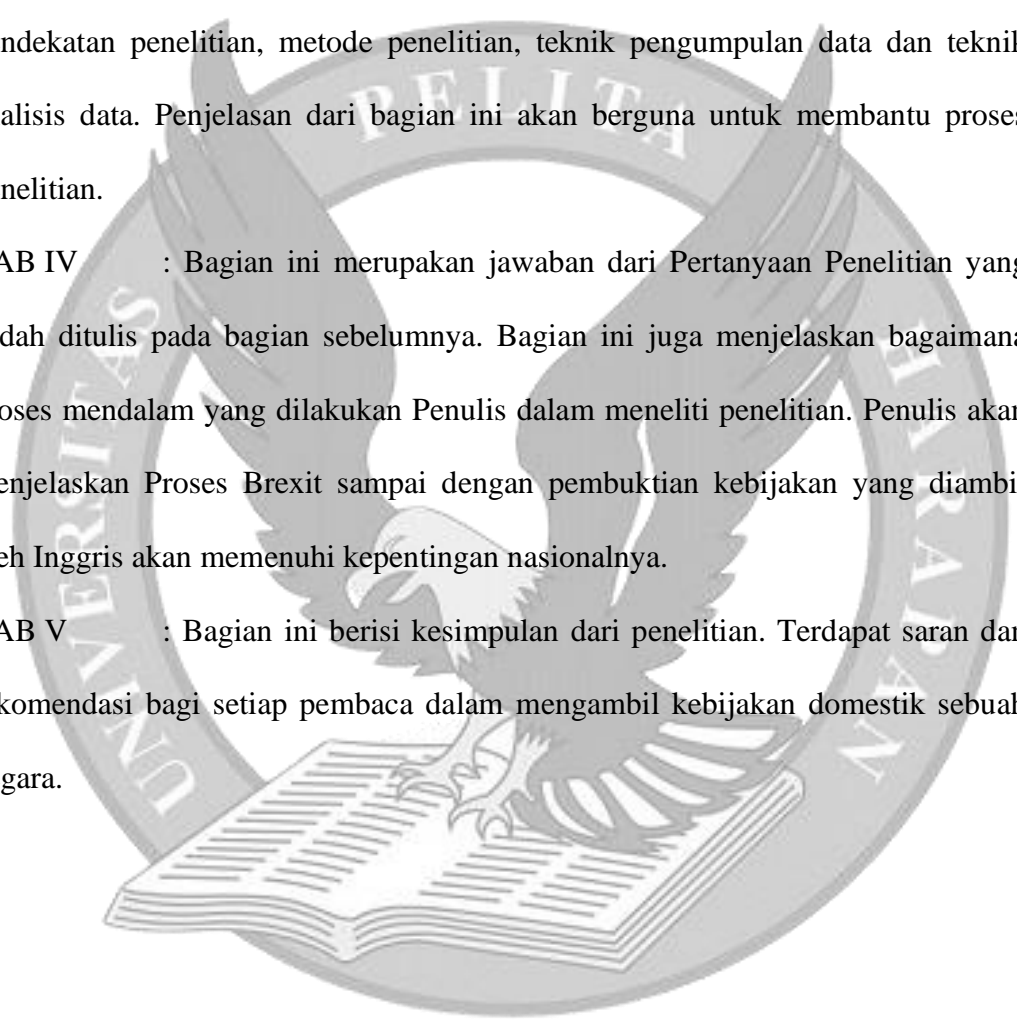 ndekatan penelitian, metode penelitian, teknik pengumpulan data dan teknik
alisis data. Penjelasan dari bagian ini akan berguna untuk membantu proses
nelitian.
AB IV : Bagian ini merupakan jawaban dari Pertanyaan Penelitian yang
dah ditulis pada bagian sebelumnya. Bagian ini juga menjelaskan bagaimana
oses mendalam yang dilakukan Penulis dalam meneliti penelitian. Penulis akan
enjelaskan Proses Brexit sampai dengan pembuktian kebijakan yang diambi
eh Inggris akan memenuhi kepentingan nasionalnya.
AB V : Bagian ini berisi kesimpulan dari penelitian. Terdapat saran dan
komendasi bagi setiap pembaca dalam mengambil kebijakan domestik sebuah
gara.
UNIVERSITAS PELITA HARAPAN